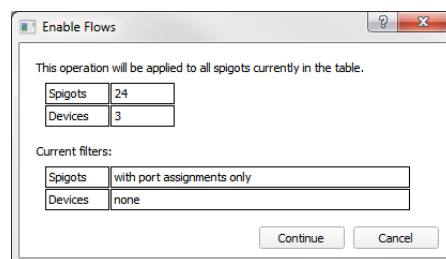 Enable Flows
This operation will be applied to all spigots currently in the table.
Spigots 24
Devices 3
Current filters:
Spigots with port assignments only
Devices none
Continue Cancel